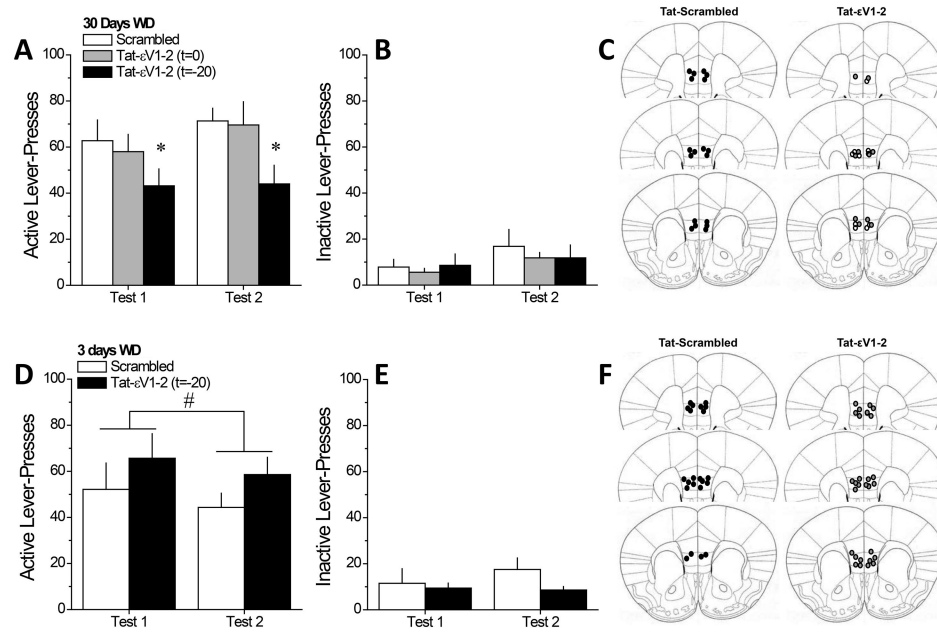 30 Days WD
A
Scrambled
Tat-εV1-2 (t=0)
Tat-εV1-2 (t=-20)
100
80
60
40
20
0
Active Lever-Presses
*
*
Test 1
Test 2
B
100
80
60
40
20
0
Inactive Lever-Presses
Test 1
Test 2
C
Tat-Scrambled
Tat-εV1-2
3 days WD
D
Scrambled
Tat-εV1-2 (t=-20)
100
80
60
40
20
0
Active Lever-Presses
#
Test 1
Test 2
E
100
80
60
40
20
0
Inactive Lever-Presses
Test 1
Test 2
F
Tat-Scrambled
Tat-εV1-2